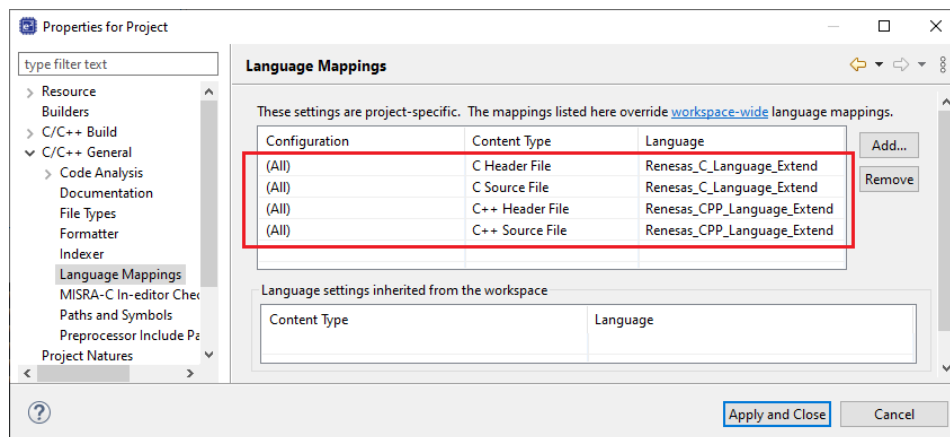 Properties for Project
type filter text
Language Mappings
Resource
Builders
C/C++ Build
C/C++ General
Code Analysis
Documentation
File Types
Formatter
Indexer
Language Mappings
MISRA-C In-editor Chec
Paths and Symbols
Preprocessor Include Pa
Project Natures
These settings are project-specific. The mappings listed here override workspace-wide language mappings.
Configuration Content Type Language
(All) C Header File Renesas_C_Language_Extend
(All) C Source File Renesas_C_Language_Extend
(All) C++ Header File Renesas_CPP_Language_Extend
(All) C++ Source File Renesas_CPP_Language_Extend
Add...
Remove
Language settings inherited from the workspace
Content Type Language
Apply and Close Cancel